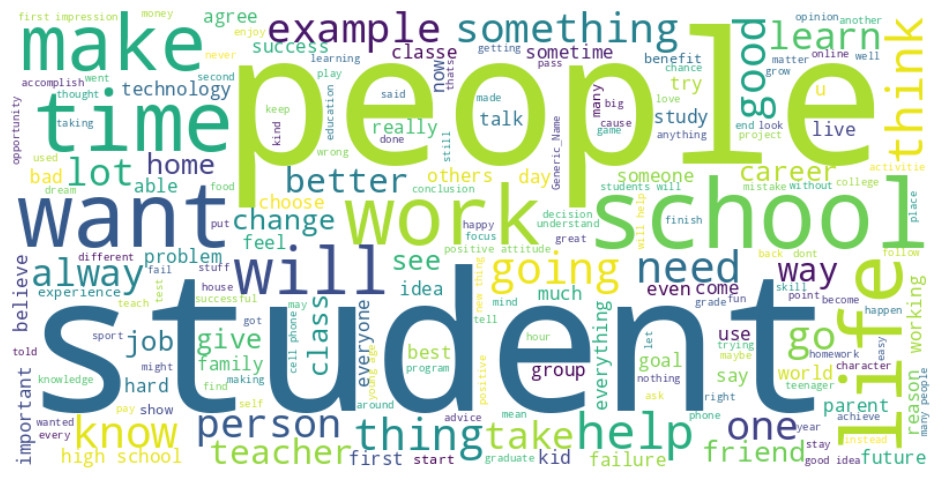 first impression money agree example something classe sometime getting benefit opinion another
make people good learn think
enjoy success now learning pass online well
never chance matter grow
accomplish went technology second play said made thats many big try u
time thought education talk study love end look live
taking keep really still cause anything project
opportunity kind done game
used lot home wrong others day Generic_Name someone career activitie
bad able better students will mistake without college
dream food choose conclusion
want put change work decision understand school place
happy finish will help
different feel focus great
believe alway problem will positive attitude see going need way back dont follow
stuff fail house idea new thing much even come skill happen
experience teach test successful may mind grade fun point become life
told sport job got give class everyone cell phone tell hour everything use trying go
student
might family best goal let maybe homework easy working
important knowledge hard find making program group nothing say world character reason
self young age positive ask right teenager
wanted pay show around advice mean phone parent achieve many people
every know person thing take help one year
high school teacher first start graduate kid failure friend stay instead future
good idea